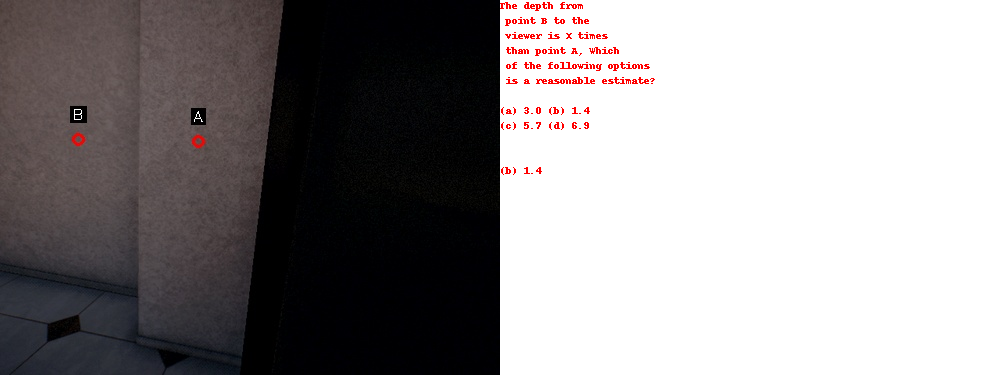 B
A
The depth from
point B to the
viewer is X times
than point A, Which
of the following options
is a reasonable estimate?
(a) 3.0 (b) 1.4
(c) 5.7 (d) 6.9
(b) 1.4